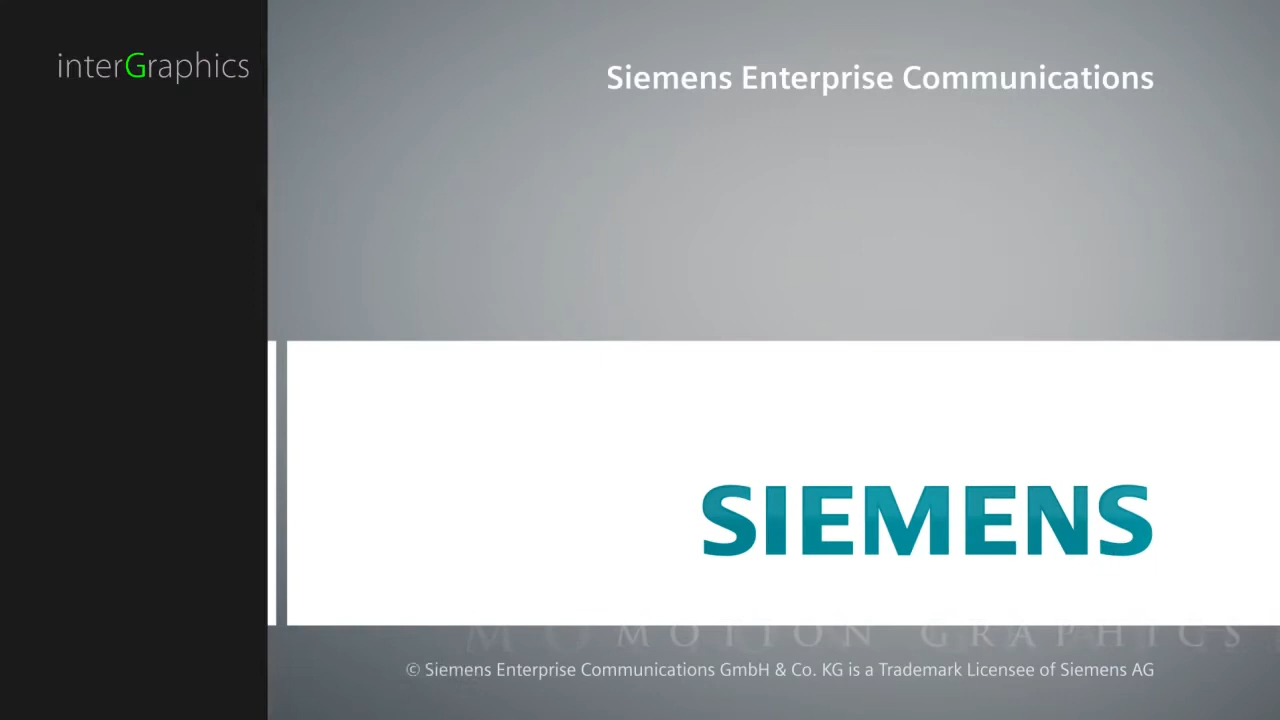 interGraphics
Siemens Enterprise Communications
SIEMENS
MOTION GRAPHICS
© Siemens Enterprise Communications GmbH & Co. KG is a Trademark Licensee of Siemens AG